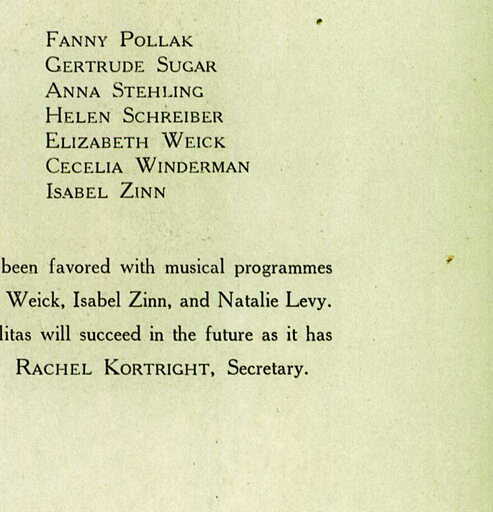 Fanny Pollak
Gertrude Sugar
Anna Stehling
Helen Schreiber
Elizabeth Weick
Cecelia Winderman
Isabel Zinn
been favored with musical programmes
Weick, Isabel Zinn, and Natalie Levy.
litas will succeed in the future as it has
Rachel Kortright, Secretary.